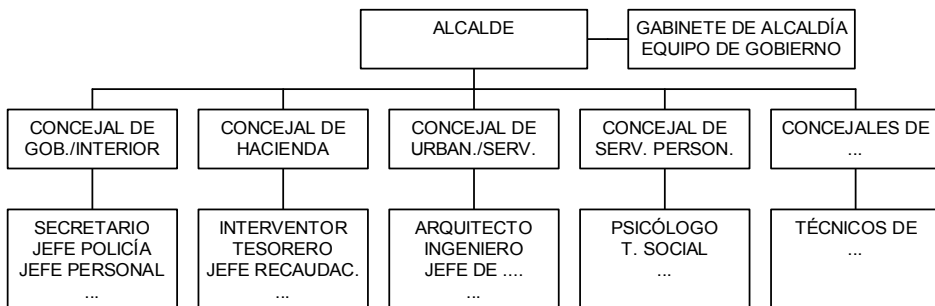 ALCALDE
GABINETE DE ALCALDÍA
EQUIPO DE GOBIERNO
CONCEJAL DE
GOB./INTERIOR
CONCEJAL DE
HACIENDA
CONCEJAL DE
URBAN./SERV.
CONCEJAL DE
SERV. PERSON.
CONCEJALES DE
...
SECRETARIO
JEFE POLICÍA
JEFE PERSONAL
...
INTERVENTOR
TESORERO
JEFE RECAUDAC.
...
ARQUITECTO
INGENIERO
JEFE DE ....
...
PSICÓLOGO
T. SOCIAL
...
TÉCNICOS DE
...